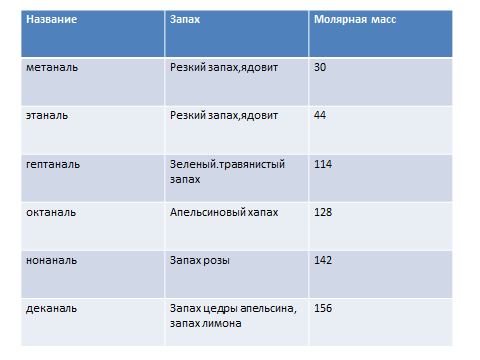 Название Запах Молярная масс
метаналь Резкий запах,ядовит 30
этаналь Резкий запах,ядовит 44
гептаналь Зеленый.травянистый запах 114
октаналь Апельсиновый хапах 128
нонаналь Запах розы 142
деканаль Запах цедры апельсина, запах лимона 156